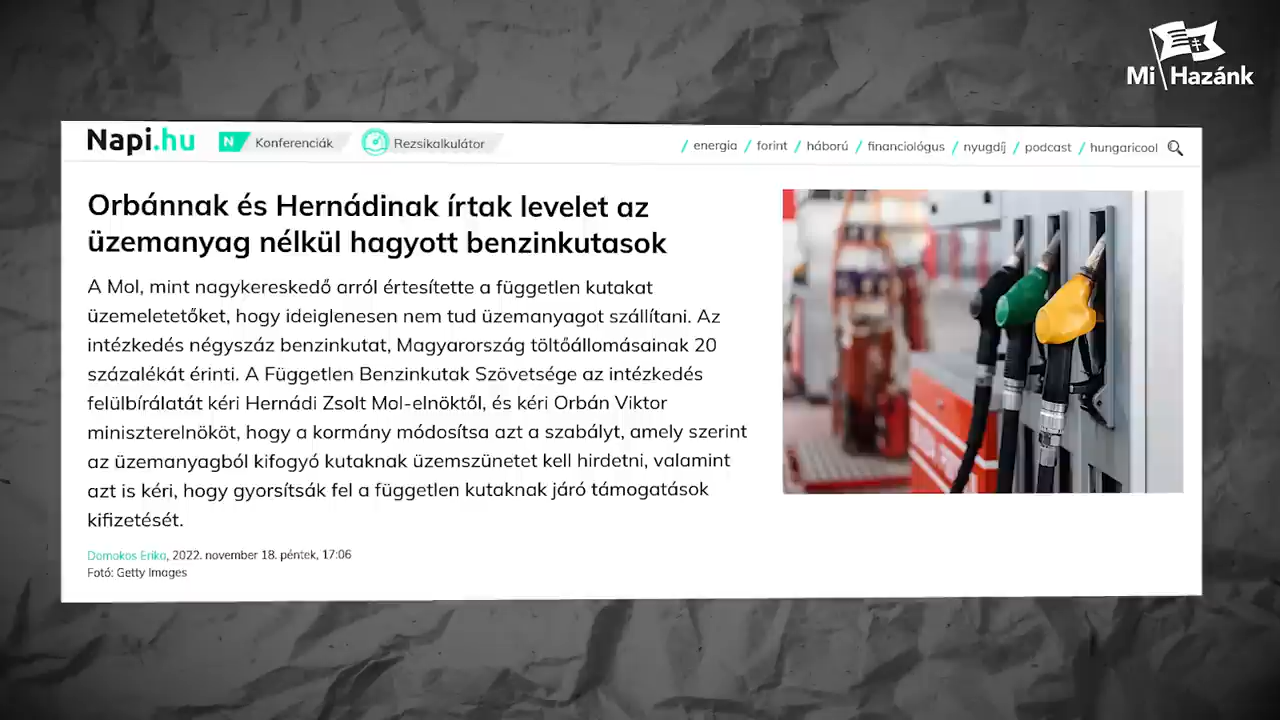 Mi Hazánk
Napi.hu
N Konferenciák
Rezsikalkulátor
/ energia / forint / háború / financiológus / nyugdíj / podcast / hungaricool
Orbánnak és Hernádinak írtak levelet az
üzemanyag nélkül hagyott benzinkutasok
A Mol, mint nagykereskedő arról értesítette a független kutakat
üzemeletetőket, hogy ideiglenesen nem tud üzemanyagot szállítani. Az
intézkedés négyszáz benzinkutat, Magyarország töltőállomásainak 20
százalékát érinti. A Független Benzinkutak Szövetsége az intézkedés
felülbírálatát kéri Hernádi Zsolt Mol-elnöktől, és kéri Orbán Viktor
miniszterelnököt, hogy a kormány módosítsa azt a szabályt, amely szerint
az üzemanyagból kifogyó kutaknak üzemszünetet kell hirdetni, valamint
azt is kéri, hogy gyorsítsák fel a független kutaknak járó támogatások
kifizetését.
Domokos Erika, 2022. november 18. péntek, 17:06
Fotó: Getty Images